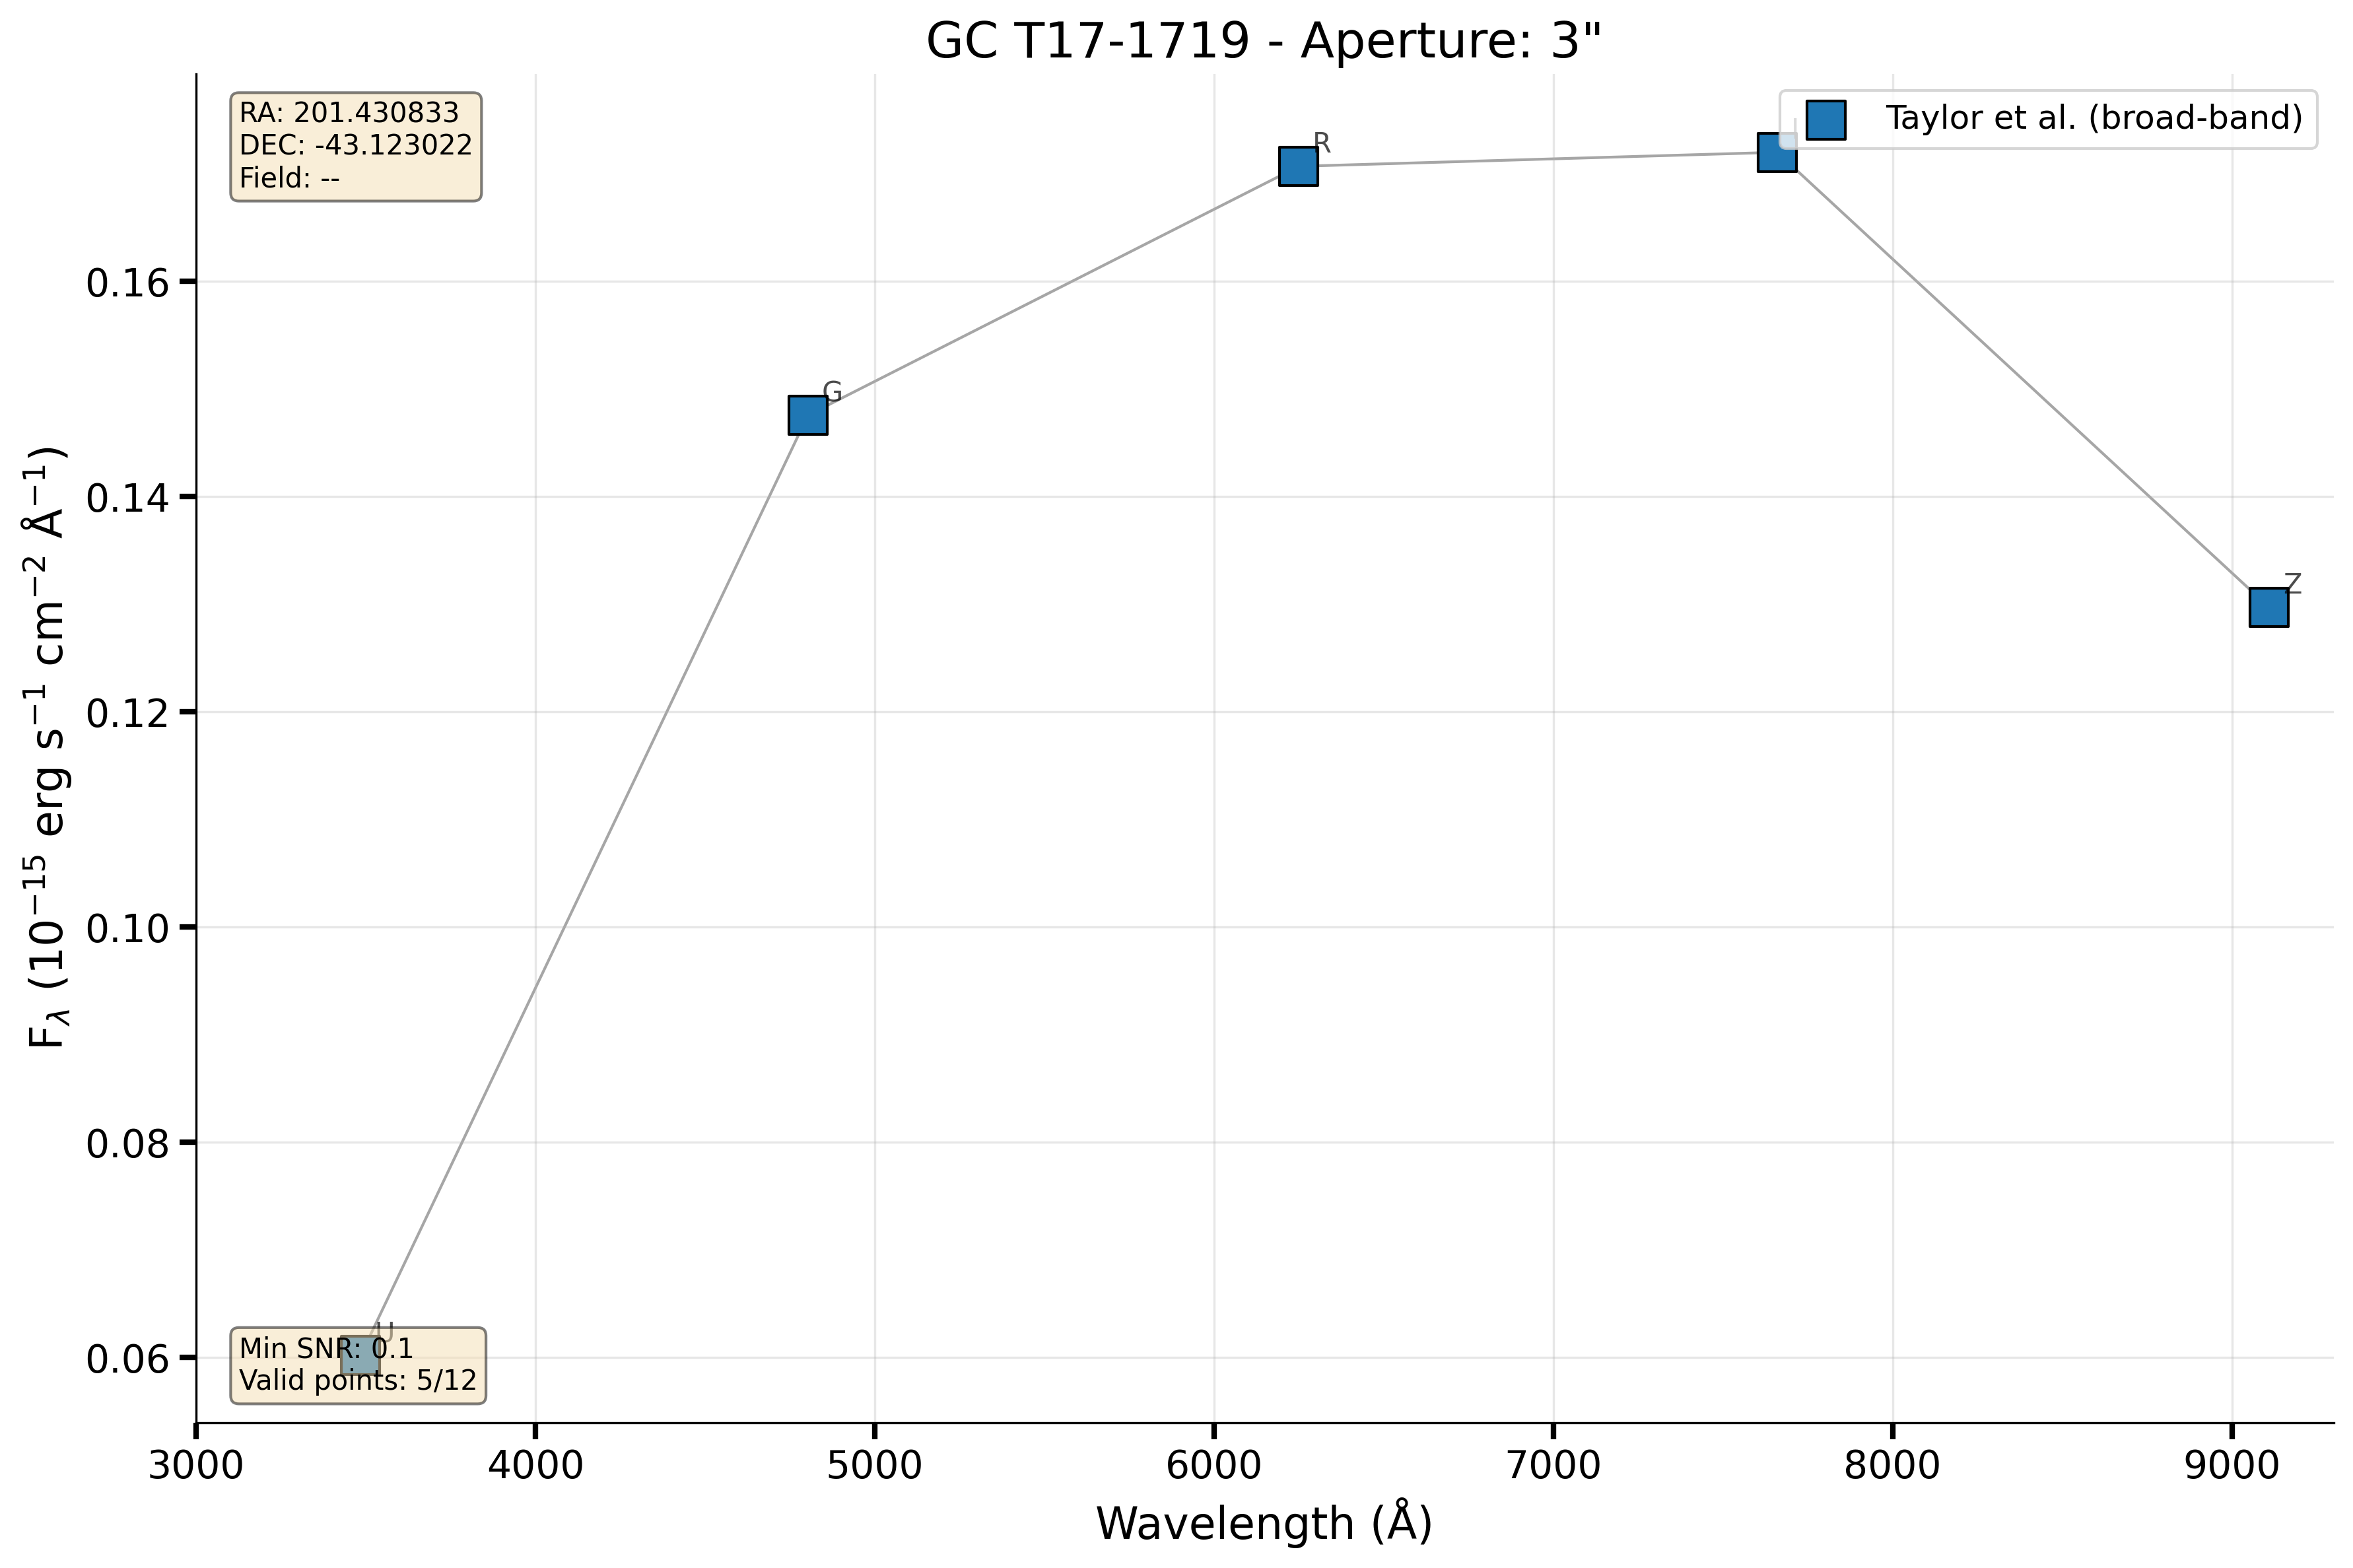 GC T17-1719 - Aperture: 3"
RA: 201.430833
DEC: -43.123022
Field: --
Taylor et al. (broad-band)
R
G
Z
U
Min SNR: 0.1
Valid points: 5/12
0.16
0.14
0.12
0.10
0.08
0.06
F_λ (10⁻¹⁵ erg s⁻¹ cm⁻² Å⁻¹)
3000 4000 5000 6000 7000 8000 9000
Wavelength (Å)